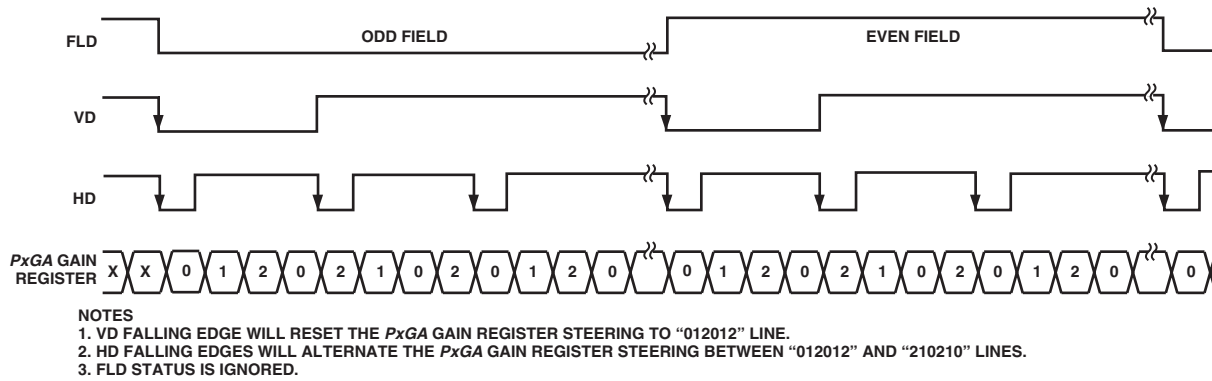 FLD
ODD FIELD
EVEN FIELD
VD
HD
PxGA GAIN
REGISTER
X X 0 1 2 0 2 1 0 2 0 1 2 0 0 1 2 0 2 1 0 2 0 1 2 0 0
NOTES
1. VD FALLING EDGE WILL RESET THE PxGA GAIN REGISTER STEERING TO “012012” LINE.
2. HD FALLING EDGES WILL ALTERNATE THE PxGA GAIN REGISTER STEERING BETWEEN “012012” AND “210210” LINES.
3. FLD STATUS IS IGNORED.